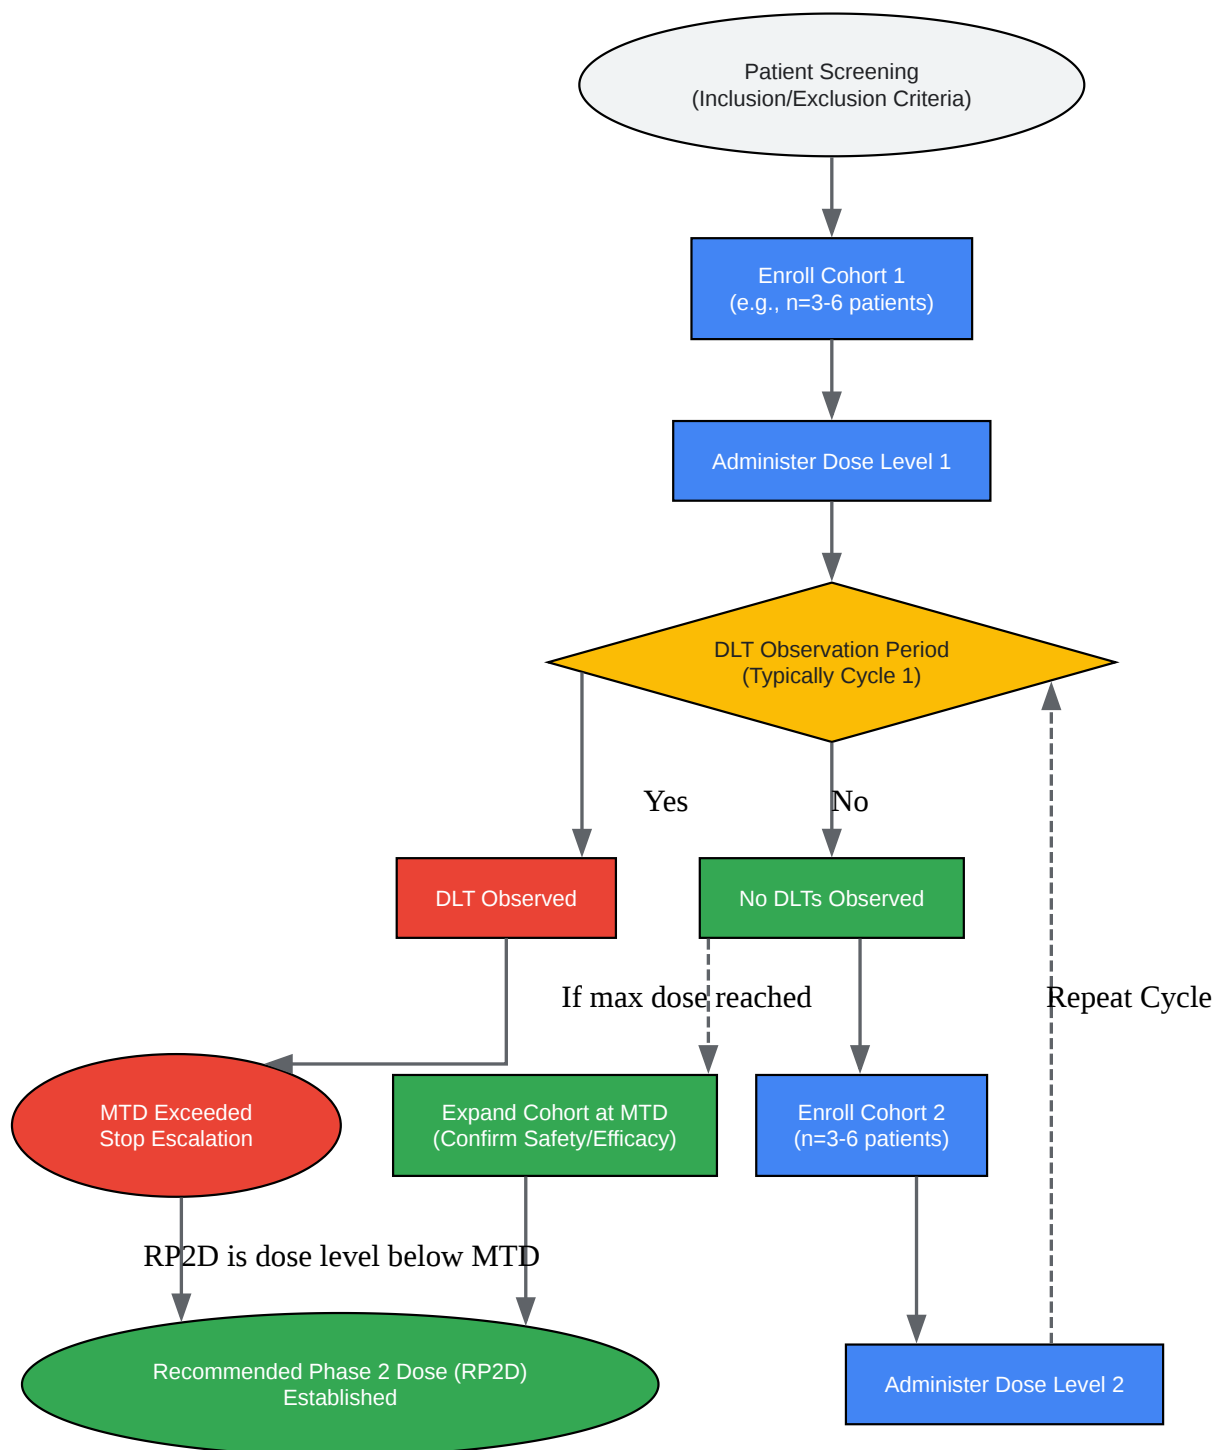 Patient Screening
(Inclusion/Exclusion Criteria)
Enroll Cohort 1
(e.g., n=3-6 patients)
Administer Dose Level 1
DLT Observation Period
(Typically Cycle 1)
Yes
No
DLT Observed
No DLTs Observed
If max dose reached
Repeat Cycle
MTD Exceeded
Stop Escalation
Expand Cohort at MTD
(Confirm Safety/Efficacy)
Enroll Cohort 2
(n=3-6 patients)
RP2D is dose level below MTD
Recommended Phase 2 Dose (RP2D)
Established
Administer Dose Level 2